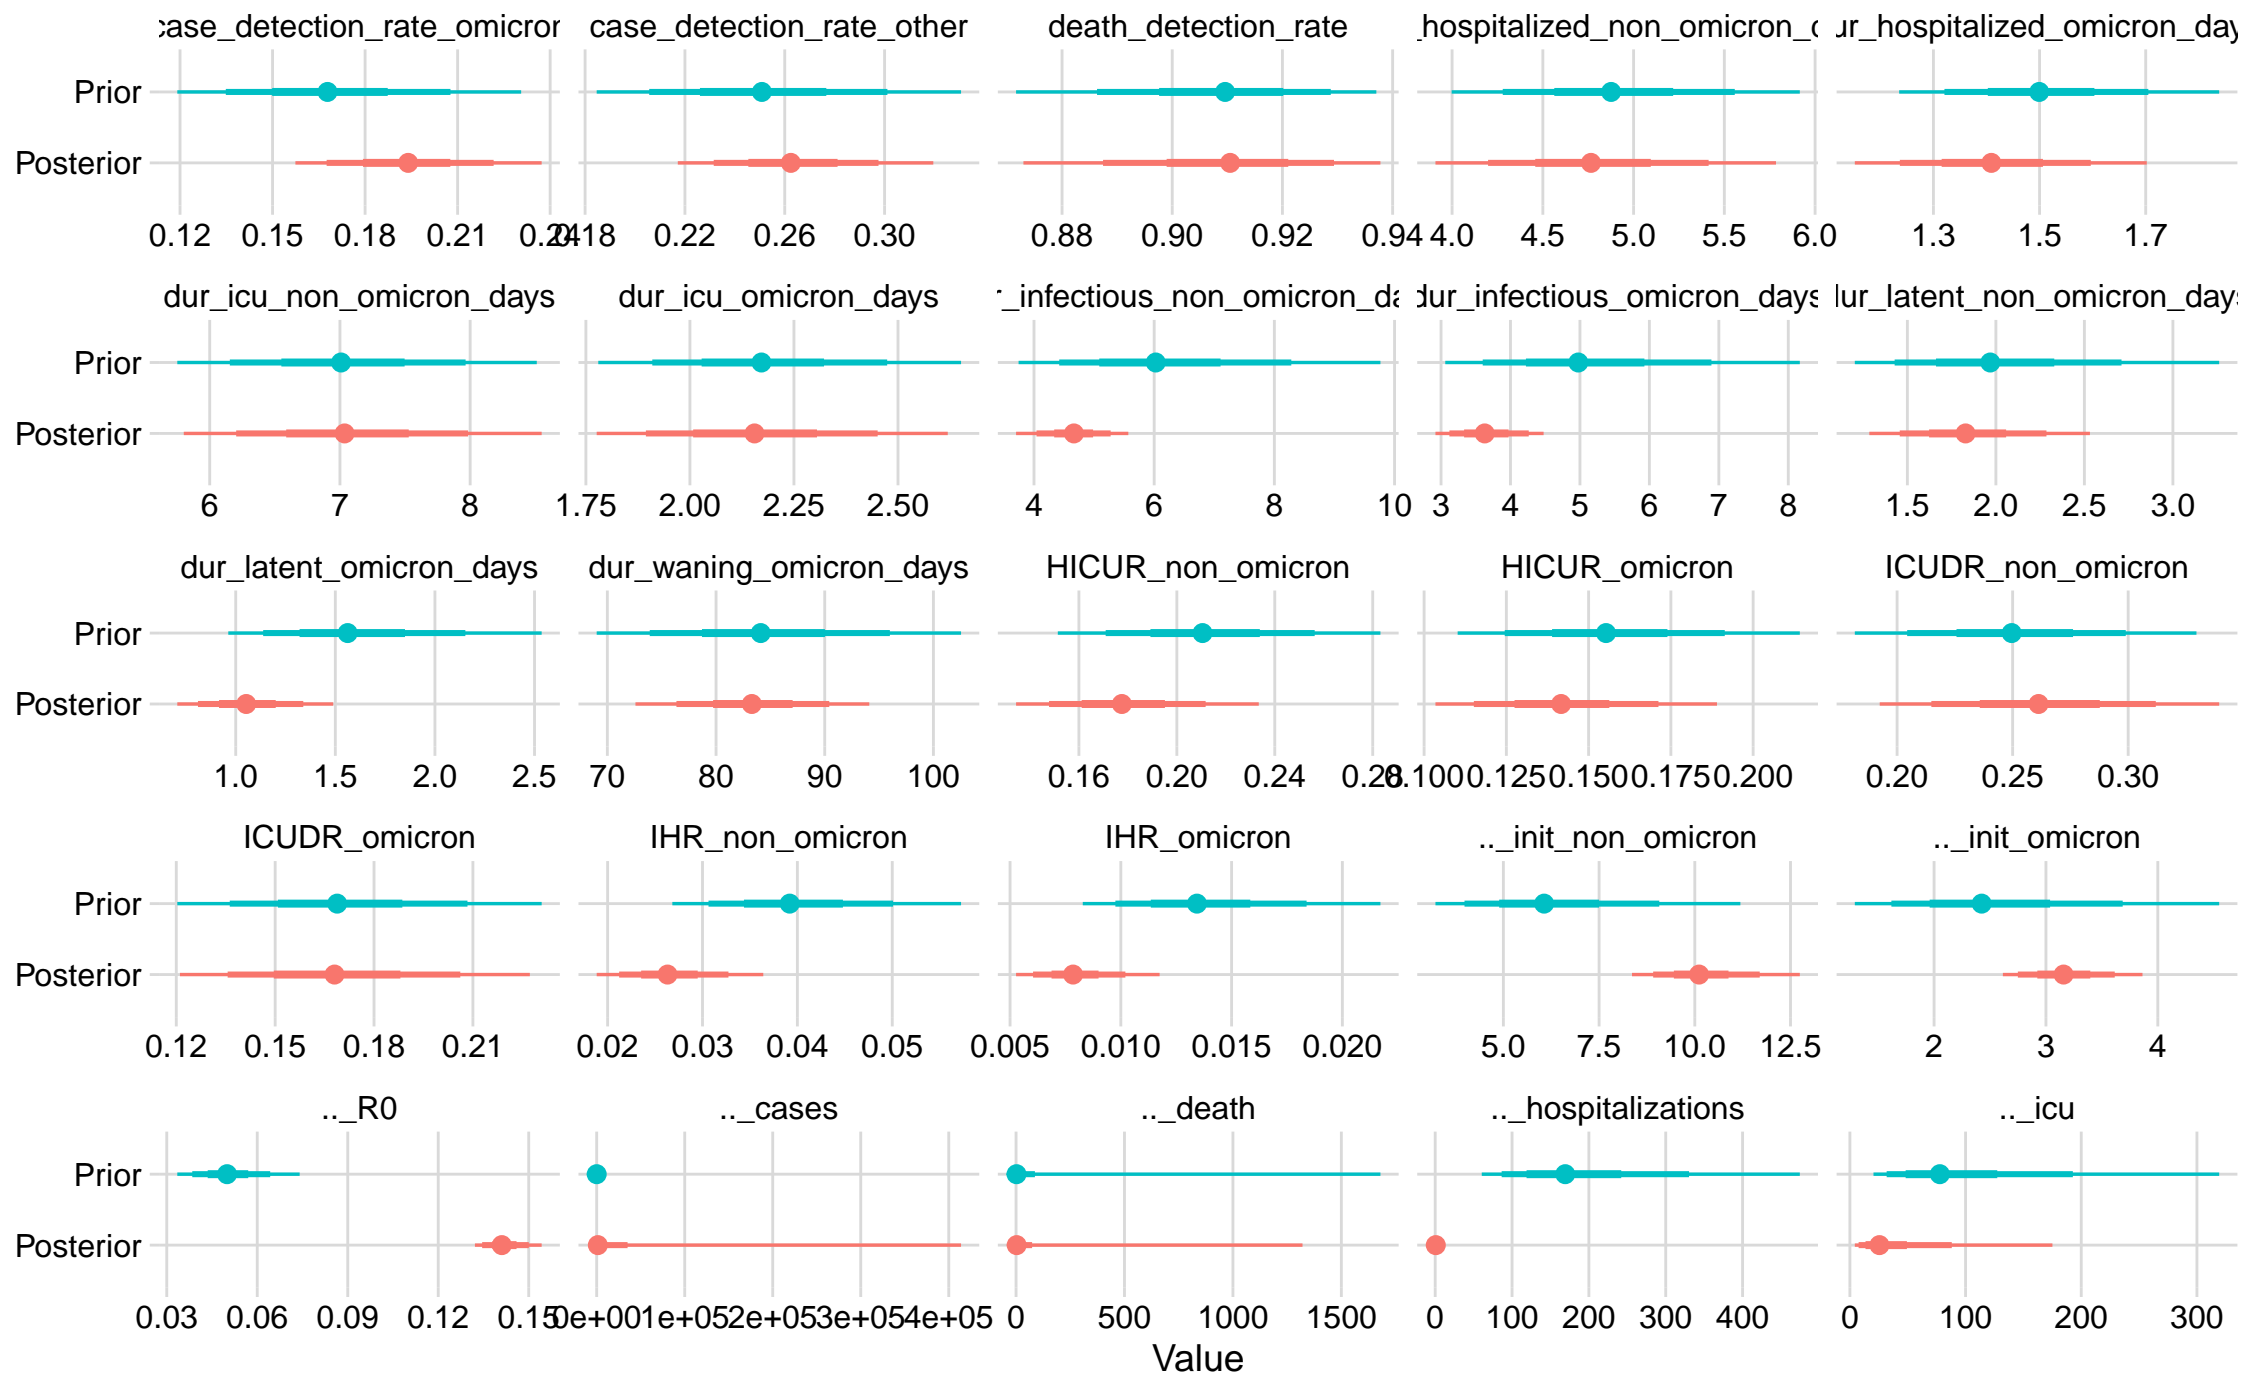 case_detection_rate_omicron case_detection_rate_other death_detection_rate _hospitalized_non_omicron_ ur_hospitalized_omicron_day
Prior
Posterior
0.12 0.15 0.18 0.21 0.24 0.18 0.22 0.26 0.30 0.88 0.90 0.92 0.94 4.0 4.5 5.0 5.5 6.0 1.3 1.5 1.7
dur_icu_non_omicron_days dur_icu_omicron_days r_infectious_non_omicron_da dur_infectious_omicron_days lur_latent_non_omicron_days
Prior
Posterior
6 7 8 1.75 2.00 2.25 2.50 4 6 8 10 3 4 5 6 7 8 1.5 2.0 2.5 3.0
dur_latent_omicron_days dur_waning_omicron_days HICUR_non_omicron HICUR_omicron ICUDR_non_omicron
Prior
Posterior
1.0 1.5 2.0 2.5 70 80 90 100 0.16 0.20 0.24 0.28 0.100 0.125 0.150 0.175 0.200 0.20 0.25 0.30
ICUDR_omicron IHR_non_omicron IHR_omicron .._init_non_omicron .._init_omicron
Prior
Posterior
0.12 0.15 0.18 0.21 0.02 0.03 0.04 0.05 0.005 0.010 0.015 0.020 5.0 7.5 10.0 12.5 2 3 4
.._R0 .._cases .._death .._hospitalizations .._icu
Prior
Posterior
0.03 0.06 0.09 0.12 0.15 0e+00 1e+05 2e+05 3e+05 4e+05 0 500 1000 1500 0 100 200 300 400 0 100 200 300
Value